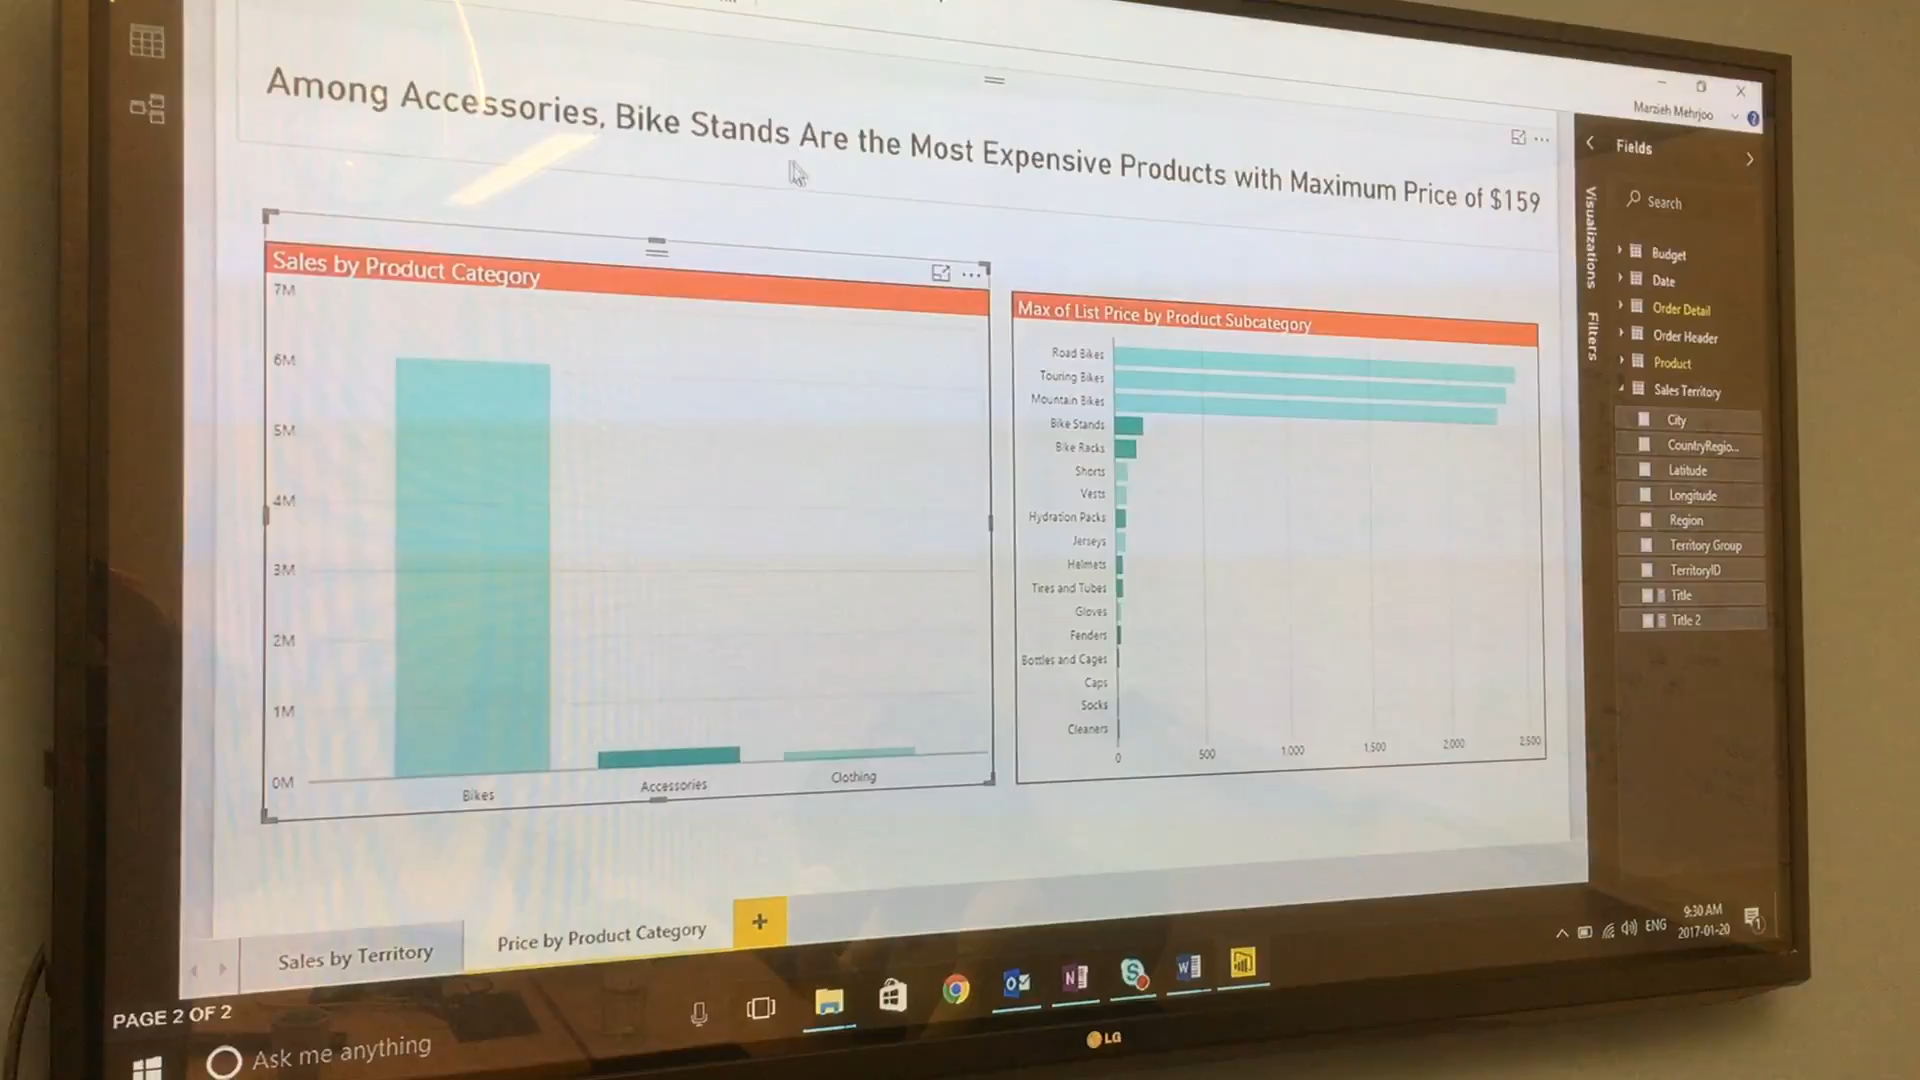 Among Accessories, Bike Stands Are the Most Expensive Products with Maximum Price of $159
Marzieh Mehrjoo
?
Sales by Product Category
7M
6M
5M
4M
3M
2M
1M
0M
Bikes
Accessories
Clothing
Max of List Price by Product Subcategory
Road Bikes
Touring Bikes
Mountain Bikes
Bike Stands
Bike Racks
Shorts
Vests
Hydration Packs
Jerseys
Helmets
Tires and Tubes
Gloves
Fenders
Bottles and Cages
Caps
Socks
Cleaners
0
500
1,000
1,500
2,000
2,500
Visualizations
Filters
Fields
Search
Budget
Date
Order Detail
Order Header
Product
Sales Territory
City
CountryRegio...
Latitude
Longitude
Region
Territory Group
TerritoryID
Title
Title 2
Sales by Territory
Price by Product Category
+
PAGE 2 OF 2
Ask me anything
ENG
9:30 AM
2017-01-20
1
LG